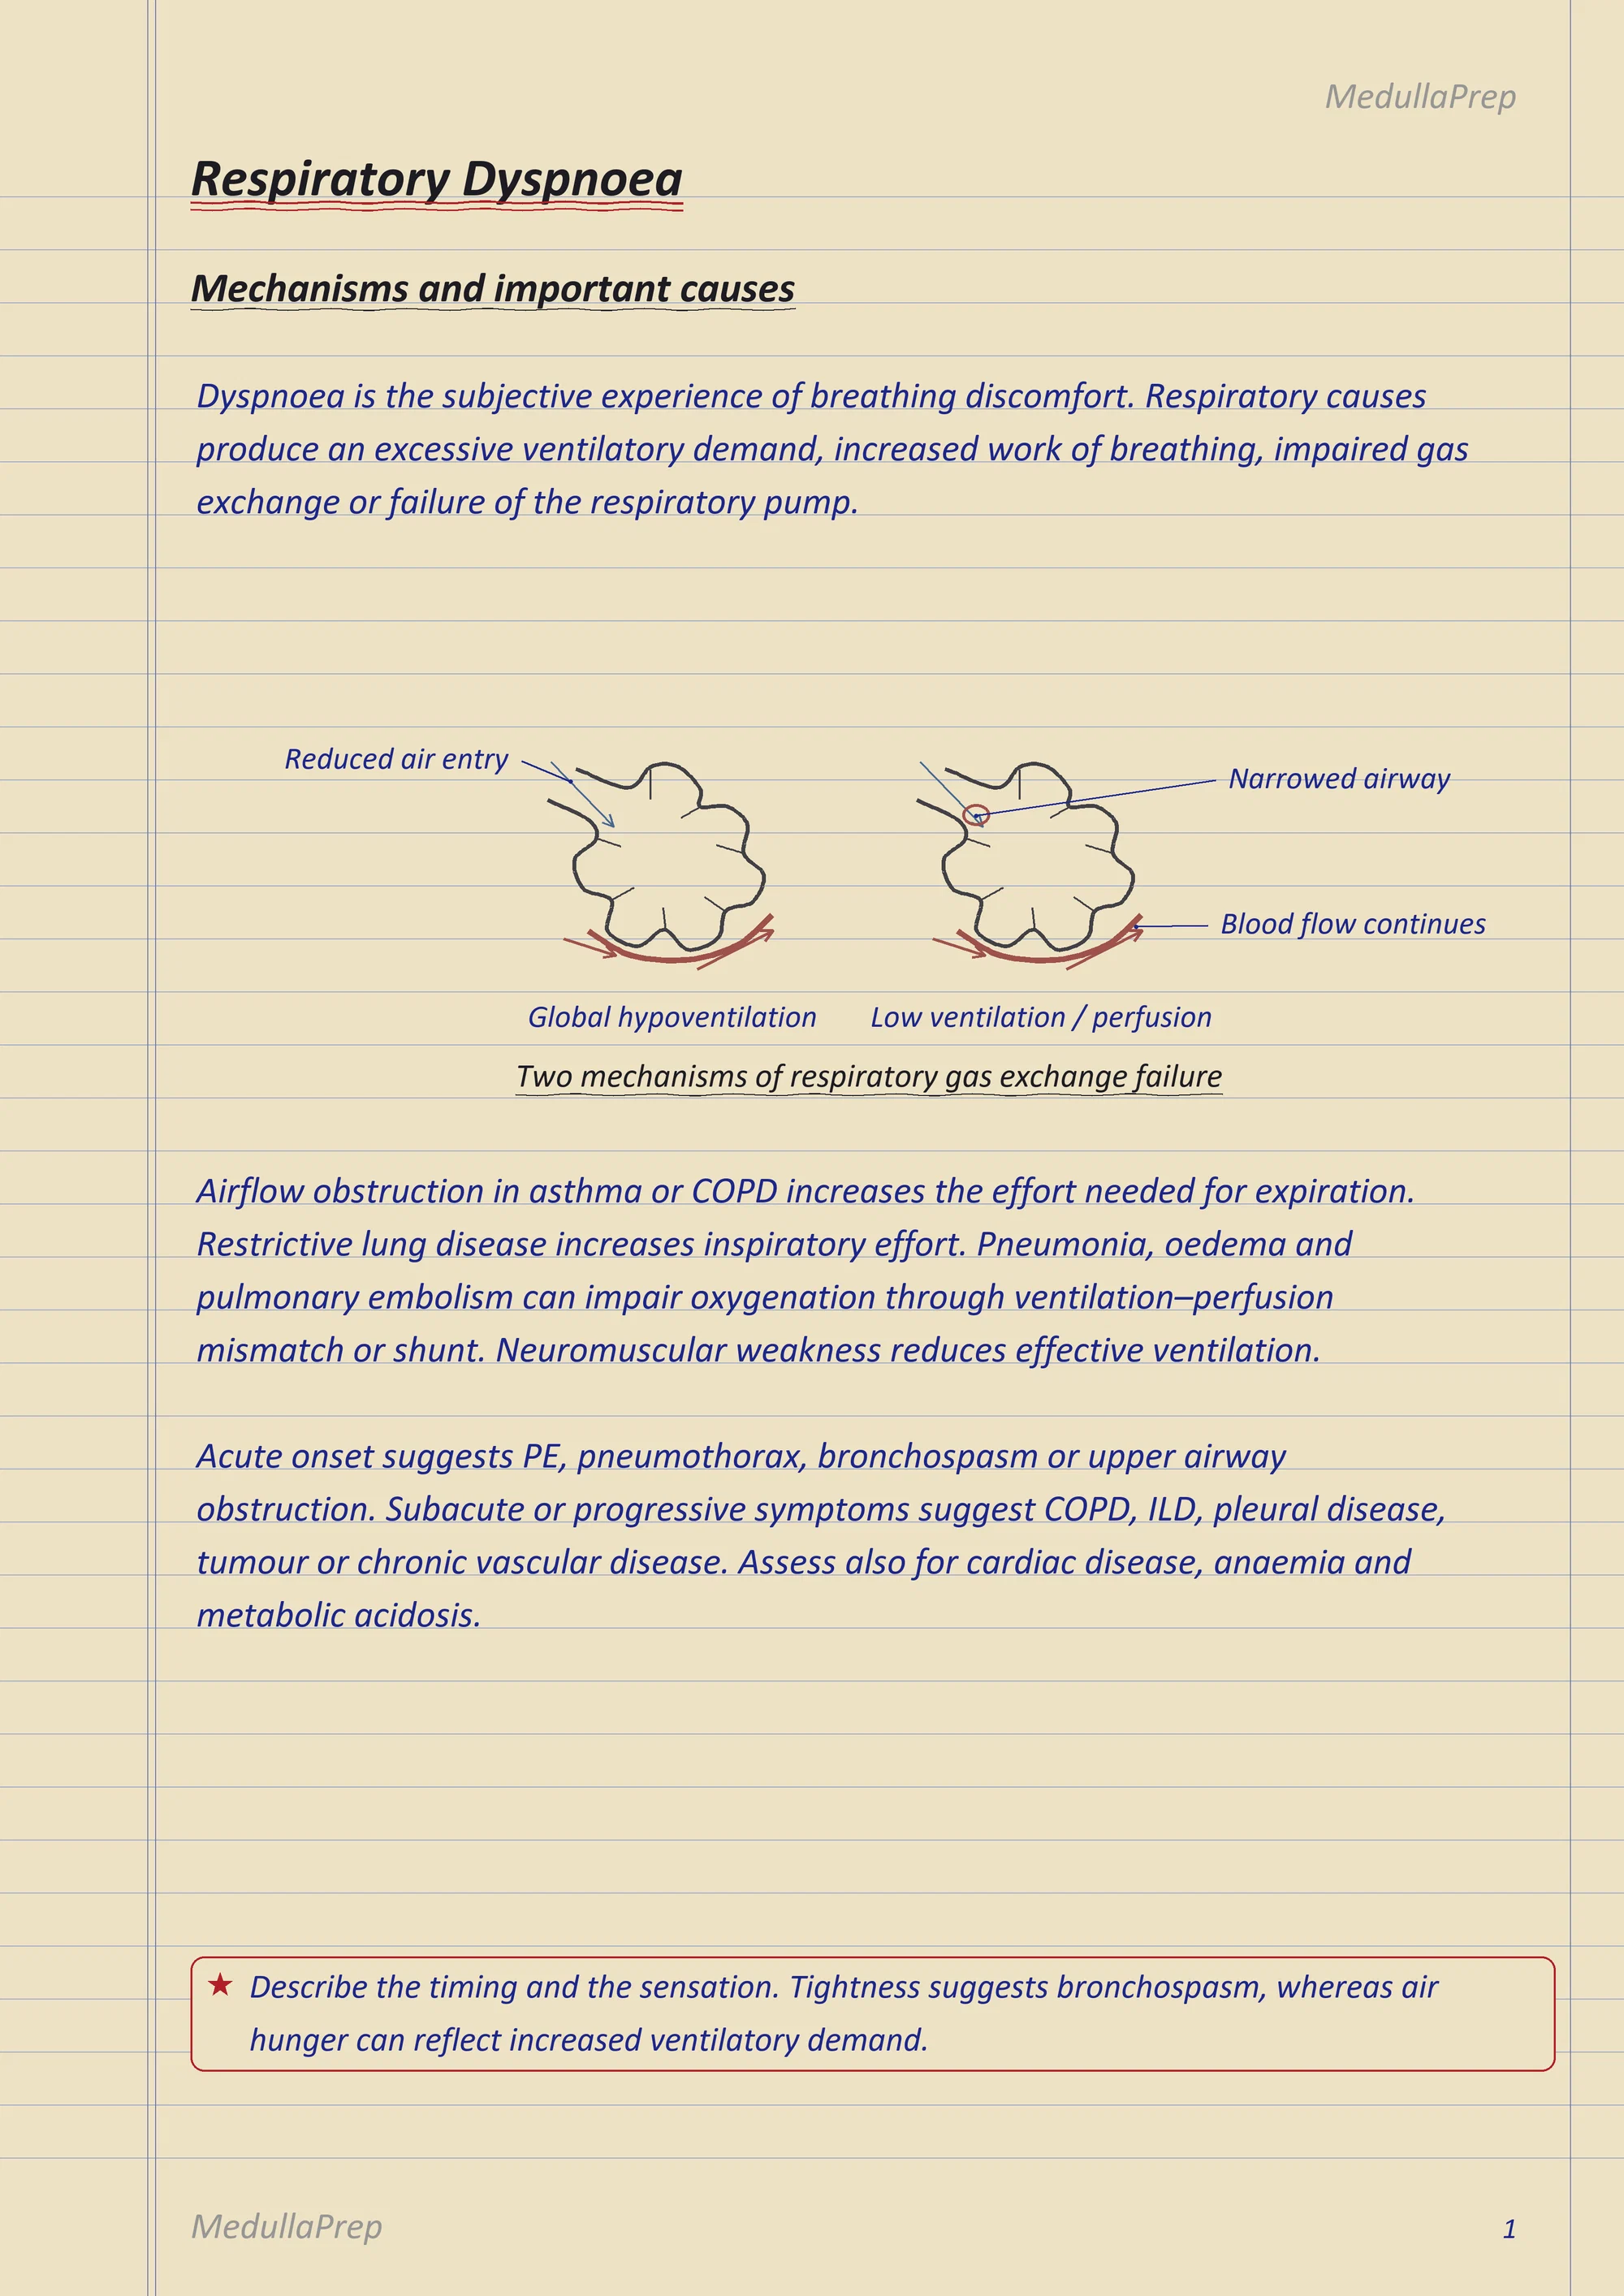 MedullaPrep
Respiratory Dyspnoea
Mechanisms and important causes
Dyspnoea is the subjective experience of breathing discomfort. Respiratory causes
produce an excessive ventilatory demand, increased work of breathing, impaired gas
exchange or failure of the respiratory pump.
Reduced air entry
Narrowed airway
Blood flow continues
Global hypoventilation
Low ventilation / perfusion
Two mechanisms of respiratory gas exchange failure
Airflow obstruction in asthma or COPD increases the effort needed for expiration.
Restrictive lung disease increases inspiratory effort. Pneumonia, oedema and
pulmonary embolism can impair oxygenation through ventilation–perfusion
mismatch or shunt. Neuromuscular weakness reduces effective ventilation.
Acute onset suggests PE, pneumothorax, bronchospasm or upper airway
obstruction. Subacute or progressive symptoms suggest COPD, ILD, pleural disease,
tumour or chronic vascular disease. Assess also for cardiac disease, anaemia and
metabolic acidosis.
★ Describe the timing and the sensation. Tightness suggests bronchospasm, whereas air
hunger can reflect increased ventilatory demand.
MedullaPrep
1